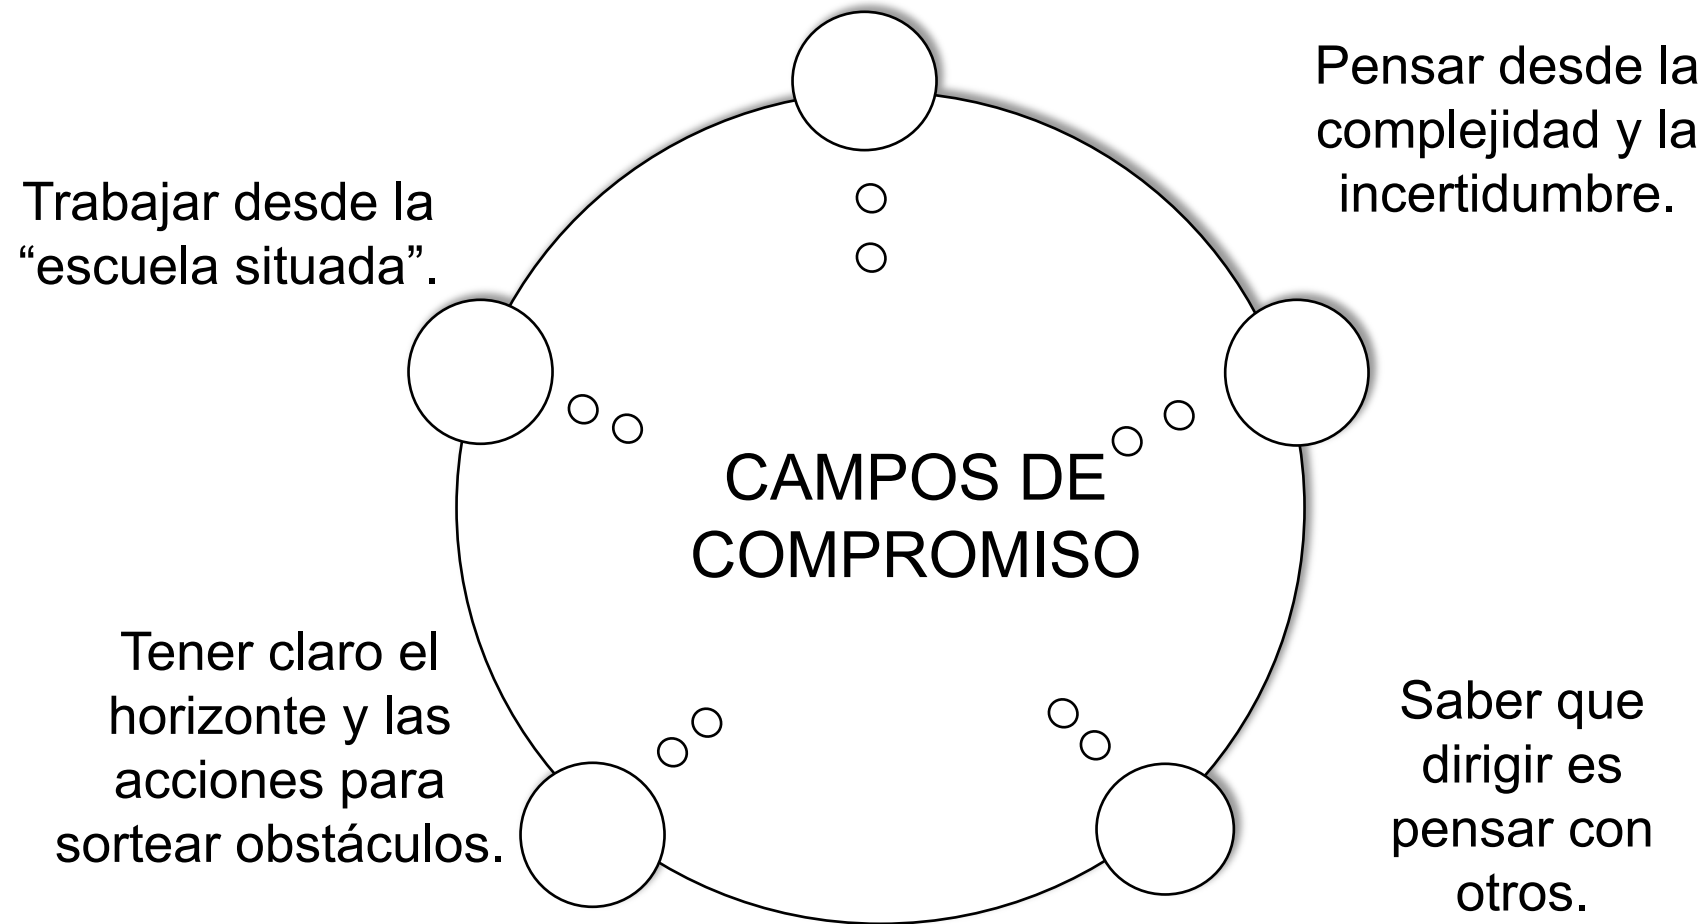 Pensar desde la
complejidad y la
incertidumbre.
Trabajar desde la
“escuela situada”.
CAMPOS DE
COMPROMISO
Tener claro el
horizonte y las
acciones para
sortear obstáculos.
Saber que
dirigir es
pensar con
otros.